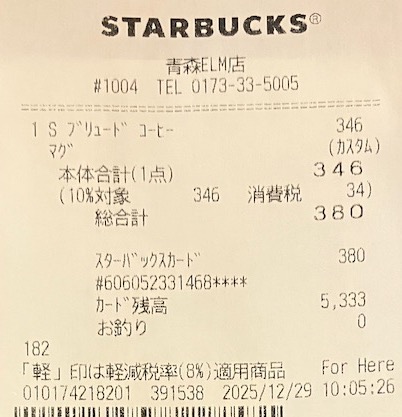 STARBUCKS®
青森ELM店
#1004 TEL 0173-33-5005
1 S ﾌﾞﾘｭｰﾄﾞ ｺｰﾋｰ 346
ﾏｸﾞ (ｶｽﾀﾑ)
本体合計(1点) 346
(10%対象 346 消費税 34)
総合計 380
ｽﾀｰﾊﾞｯｸｽｶｰﾄﾞ 380
#606052331468****
ｶｰﾄﾞ残高 5,333
お釣り 0
182
「軽」印は軽減税率(8%)適用商品 For Here
010174218201 391538 2025/12/29 10:05:26